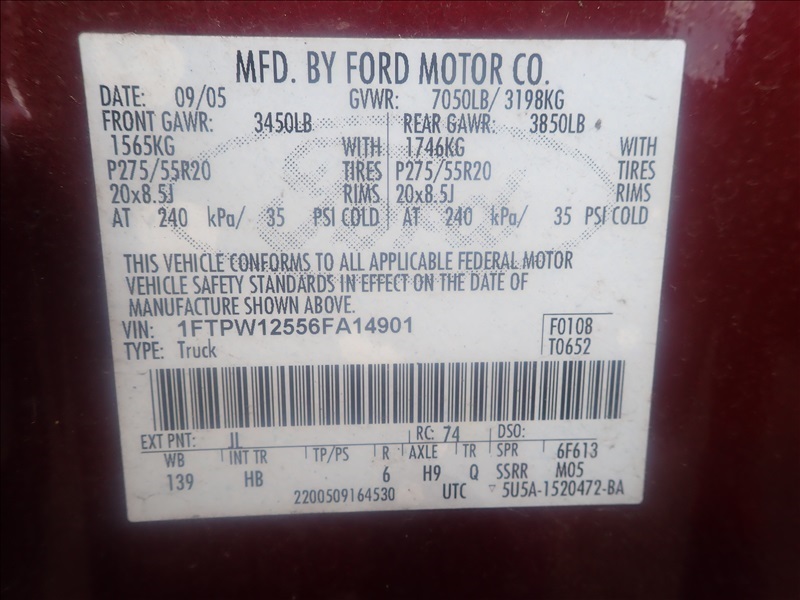 MFD. BY FORD MOTOR CO.
DATE: 09/05 GVWR: 7050LB/ 3198KG
FRONT GAWR: 3450LB REAR GAWR: 3850LB
1565KG WITH 1746KG WITH
P275/55R20 TIRES P275/55R20 TIRES
20x8.5J RIMS 20x8.5J RIMS
AT 240 kPa/ 35 PSI COLD AT 240 kPa/ 35 PSI COLD
THIS VEHICLE CONFORMS TO ALL APPLICABLE FEDERAL MOTOR
VEHICLE SAFETY STANDARDS IN EFFECT ON THE DATE OF
MANUFACTURE SHOWN ABOVE.
VIN: 1FTPW12556FA14901 F0108
TYPE: Truck T0652
EXT PNT: JL RC: 74 DSO:
WB INT TR TP/PS R AXLE TR SPR 6F613
139 HB 6 H9 Q SSRR M05
2200509164530 UTC 5U5A-1520472-BA